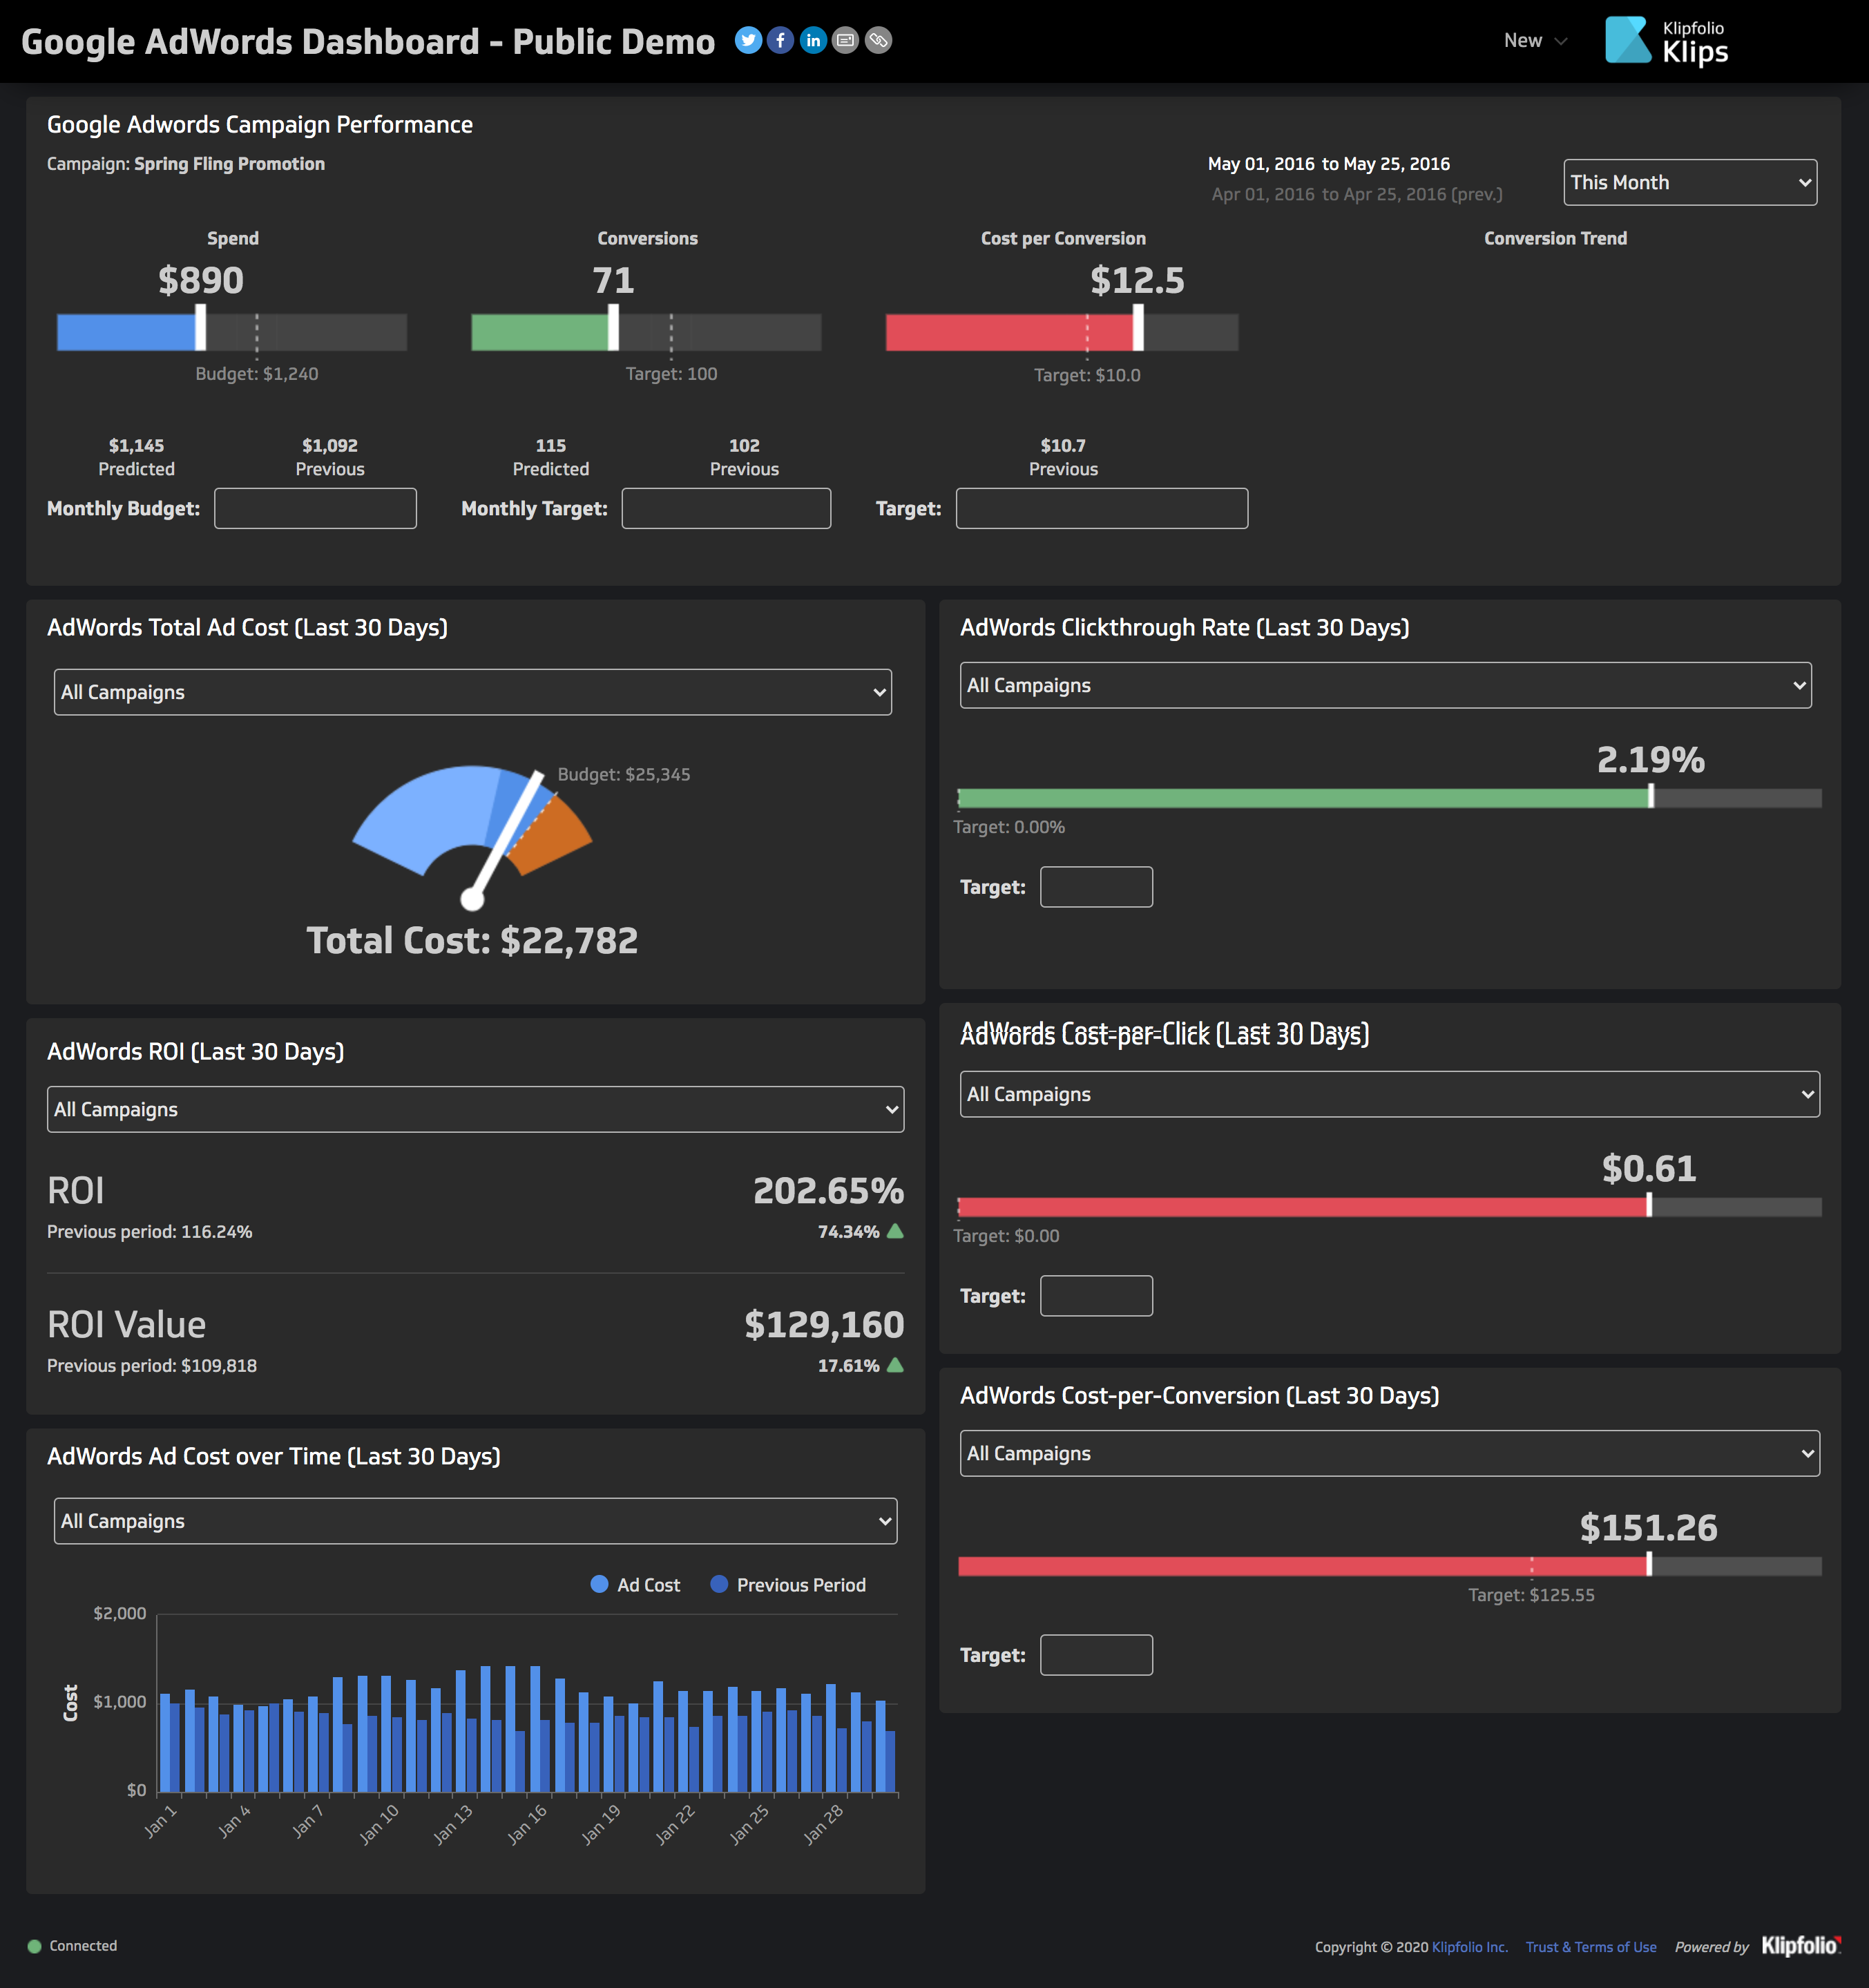 Google AdWords Dashboard - Public Demo
New
Klipfolio
Klips
Google Adwords Campaign Performance
Campaign: Spring Fling Promotion
May 01, 2016 to May 25, 2016
Apr 01, 2016 to Apr 25, 2016 (prev.)
This Month
Spend
Conversions
Cost per Conversion
Conversion Trend
$890
71
$12.5
Budget: $1,240
Target: 100
Target: $10.0
$1,145
Predicted
$1,092
Previous
115
Predicted
102
Previous
$10.7
Previous
Monthly Budget:
Monthly Target:
Target:
AdWords Total Ad Cost (Last 30 Days)
All Campaigns
Budget: $25,345
Total Cost: $22,782
AdWords Clickthrough Rate (Last 30 Days)
All Campaigns
2.19%
Target: 0.00%
Target:
AdWords ROI (Last 30 Days)
All Campaigns
ROI
202.65%
Previous period: 116.24%
74.34%
ROI Value
$129,160
Previous period: $109,818
17.61%
AdWords Cost-per-Click (Last 30 Days)
All Campaigns
$0.61
Target: $0.00
Target:
AdWords Cost-per-Conversion (Last 30 Days)
All Campaigns
$151.26
Target: $125.55
Target:
AdWords Ad Cost over Time (Last 30 Days)
All Campaigns
Ad Cost
Previous Period
$2,000
$1,000
$0
Cost
Jan 1
Jan 4
Jan 7
Jan 10
Jan 13
Jan 16
Jan 19
Jan 22
Jan 25
Jan 28
Connected
Copyright © 2020 Klipfolio Inc. Trust & Terms of Use Powered by Klipfolio